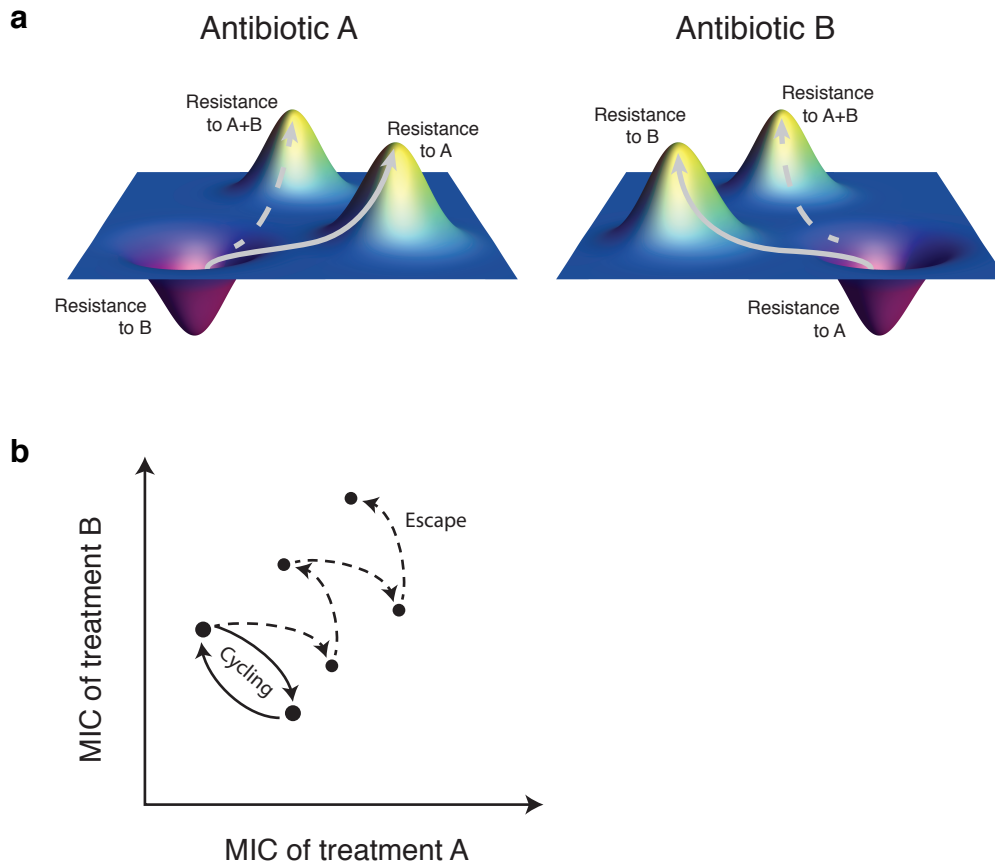 a
Antibiotic A
Antibiotic B
Resistance
to A+B
Resistance
to A
Resistance
to B
Resistance
to B
Resistance
to A+B
Resistance
to A
b
MIC of treatment B
Escape
Cycling
MIC of treatment A